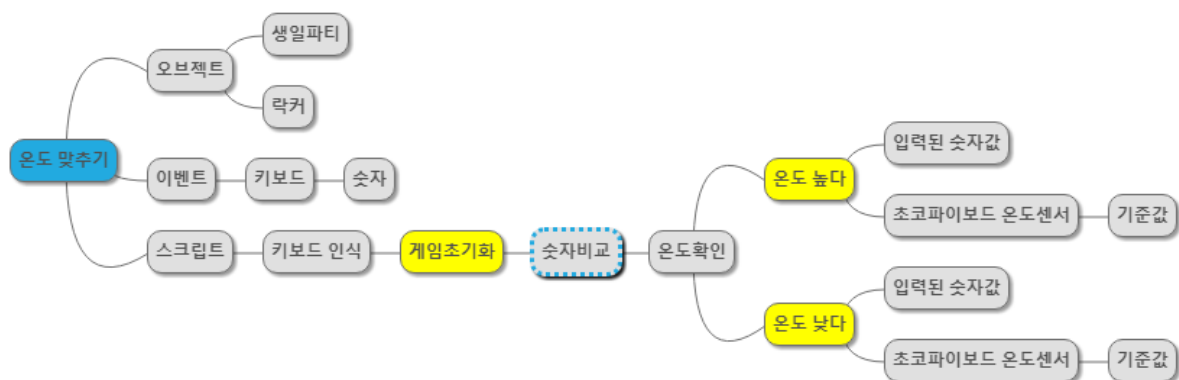 온도 맞추기
오브젝트
생일파티
락커
이벤트
키보드
숫자
스크립트
키보드 인식
게임초기화
숫자비교
온도확인
온도 높다
입력된 숫자값
초코파이보드 온도센서
기준값
온도 낮다
입력된 숫자값
초코파이보드 온도센서
기준값